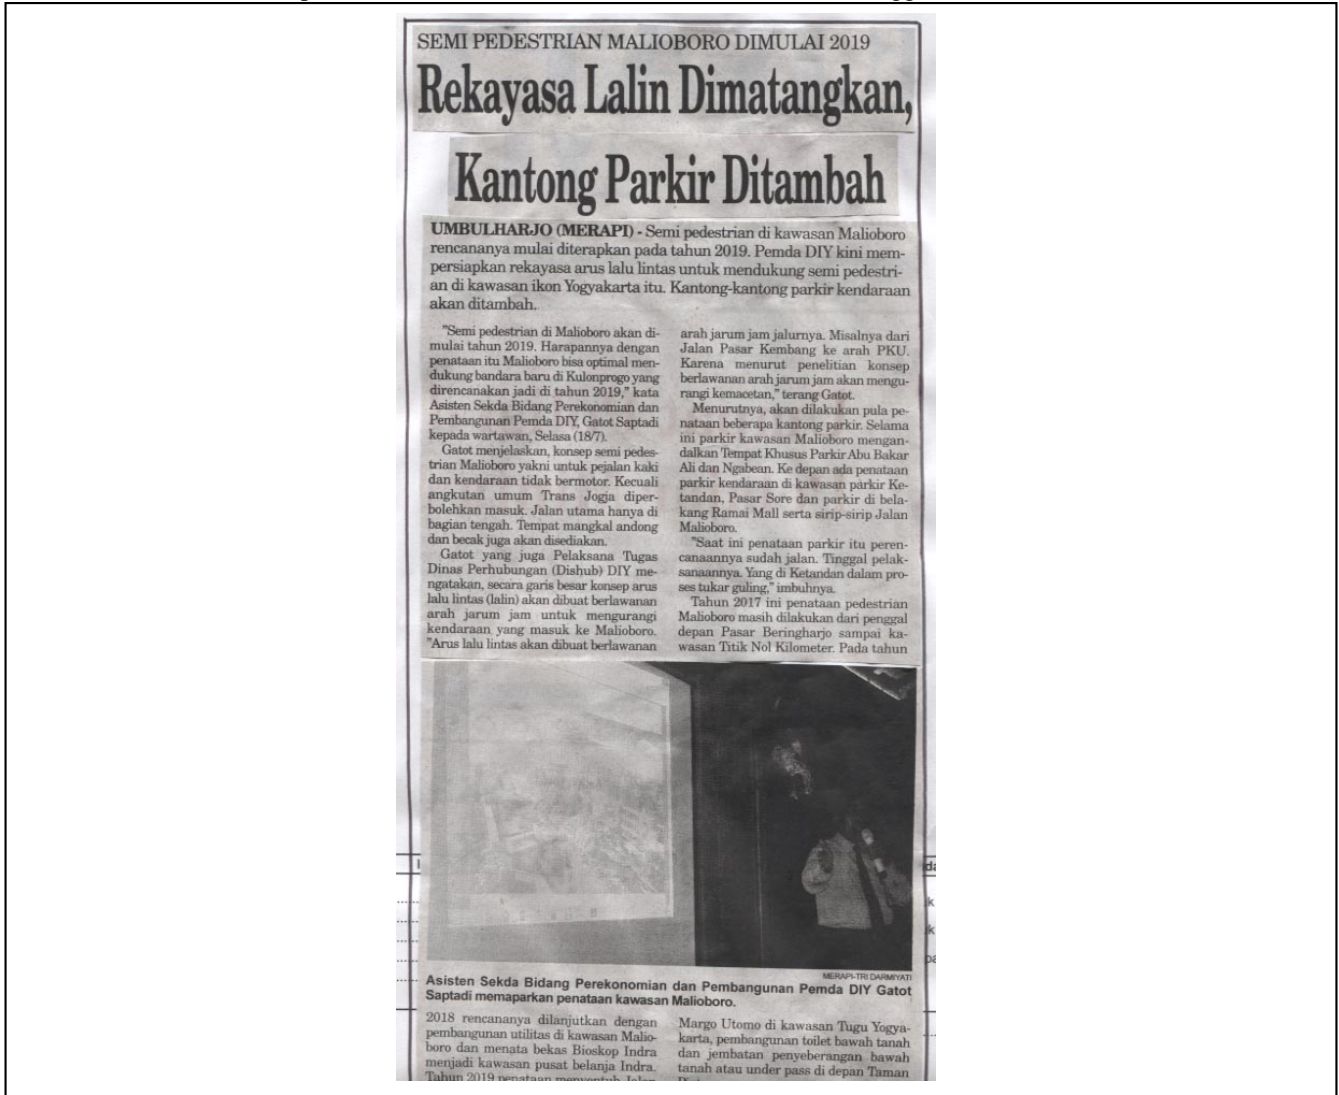 SEMI PEDESTRIAN MALIOBORO DIMULAI 2019
Rekayasa Lalin Dimatangkan,
Kantong Parkir Ditambah
UMBULHARJO (MERAPI) - Semi pedestrian di kawasan Malioboro
rencananya mulai diterapkan pada tahun 2019. Pemda DIY kini mem-
persiapkan rekayasa arus lalu lintas untuk mendukung semi pedestri-
an di kawasan ikon Yogyakarta itu. Kantong-kantong parkir kendaraan
akan ditambah.
"Semi pedestrian di Malioboro akan di-
mulai tahun 2019. Harapannya dengan
penataan itu Malioboro bisa optimal men-
dukung bandara baru di Kulonprogo yang
direncanakan jadi di tahun 2019," kata
Asisten Sekda Bidang Perekonomian dan
Pembangunan Pemda DIY, Gatot Saptadi
kepada wartawan, Selasa (18/7).
Gatot menjelaskan, konsep semi pedes-
trian Malioboro yakni untuk pejalan kaki
dan kendaraan tidak bermotor. Kecuali
angkutan umum Trans Jogja diper-
bolehkan masuk. Jalan utama hanya di
bagian tengah. Tempat mangkal andong
dan becak juga akan disediakan.
Gatot yang juga Pelaksana Tugas
Dinas Perhubungan (Dishub) DIY me-
ngatakan, secara garis besar konsep arus
lalu lintas (lalin) akan dibuat berlawanan
arah jarum jam untuk mengurangi
kendaraan yang masuk ke Malioboro.
"Arus lalu lintas akan dibuat berlawanan
arah jarum jam jalurnya. Misalnya dari
Jalan Pasar Kembang ke arah PKU.
Karena menurut penelitian konsep
berlawanan arah jarum jam akan mengu-
rangi kemacetan," terang Gatot.
Menurutnya, akan dilakukan pula pe-
nataan beberapa kantong parkir. Selama
ini parkir kawasan Malioboro mengan-
dalkan Tempat Khusus Parkir Abu Bakar
Ali dan Ngabean. Ke depan ada penataan
parkir kendaraan di kawasan parkir Ke-
tandan, Pasar Sore dan parkir di bela-
kang Ramai Mall serta sirip-sirip Jalan
Malioboro.
"Saat ini penataan parkir itu peren-
canaannya sudah jalan. Tinggal pelak-
sanaannya. Yang di Ketandan dalam pro-
ses tukar guling," imbuhnya.
Tahun 2017 ini penataan pedestrian
Malioboro masih dilakukan dari penggal
depan Pasar Beringharjo sampai ka-
wasan Titik Nol Kilometer. Pada tahun
MERAPI-TRI DARMIYATI
Asisten Sekda Bidang Perekonomian dan Pembangunan Pemda DIY Gatot
Saptadi memaparkan penataan kawasan Malioboro.
2018 rencananya dilanjutkan dengan
pembangunan utilitas di kawasan Malio-
boro dan menata bekas Bioskop Indra
menjadi kawasan pusat belanja Indra.
Tahun 2019 penataan menyentuh Jalan
Margo Utomo di kawasan Tugu Yogya-
karta, pembangunan toilet bawah tanah
dan jembatan penyeberangan bawah
tanah atau under pass di depan Taman